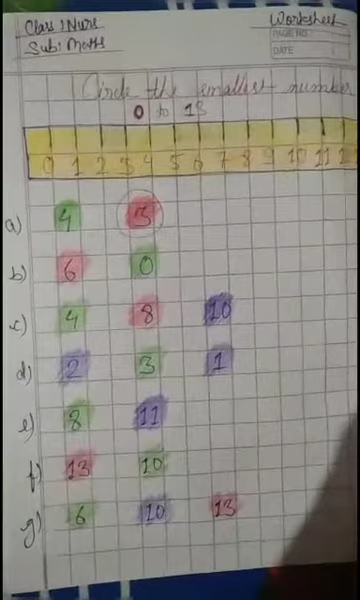 Class : Nurs
Sub: Maths
Worksheet
PAGE NO.
DATE
Circle the smallest number
0 to 13
0 1 2 3 4 5 6 7 8 9 10 11 12
a) 4 3
b) 6 0
c) 4 8 10
d) 2 3 1
e) 8 11
f) 13 10
g) 6 10 13